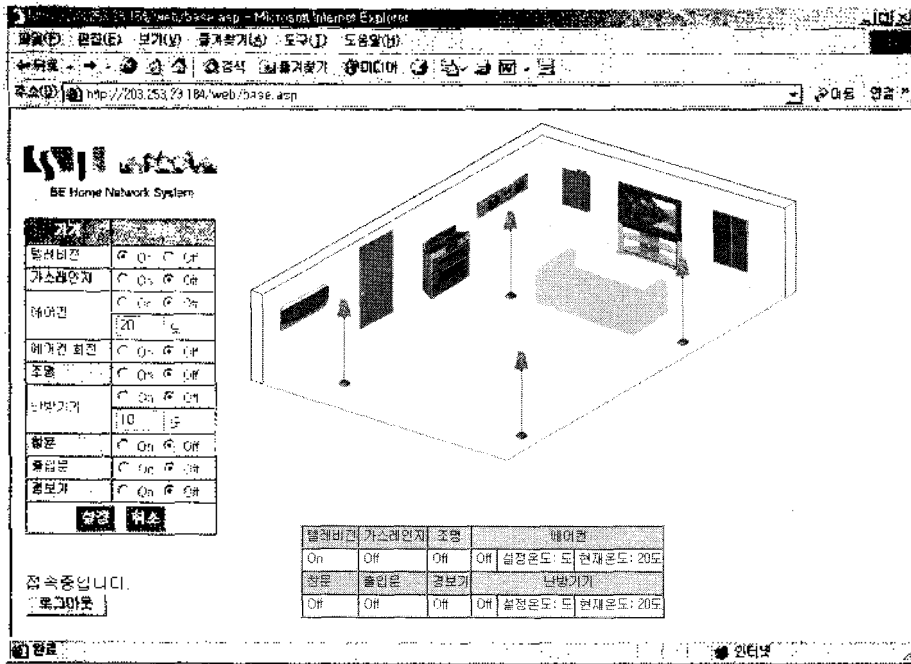 /web/base.asp - Microsoft Internet Explorer
파일(F) 편집(E) 보기(V) 즐겨찾기(A) 도구(T) 도움말(H)
뒤로 검색 즐겨찾기 미디어
주소(D) http://203.253.29.184/web/base.asp 이동 연결 »
BE Home Network System
기기
텔레비전 On Off
가스레인지 On Off
에어컨 On Off
20 도
에어컨 회전 On Off
조명 On Off
난방기기 On Off
10 도
창문 On Off
출입문 On Off
경보기 On Off
설정 취소
텔레비전 가스레인지 조명 에어컨
On Off Off Off 설정온도: 도 현재온도: 20도
창문 출입문 경보기 난방기기
Off Off Off Off 설정온도: 도 현재온도: 20도
접속중입니다.
로그아웃
완료 인터넷